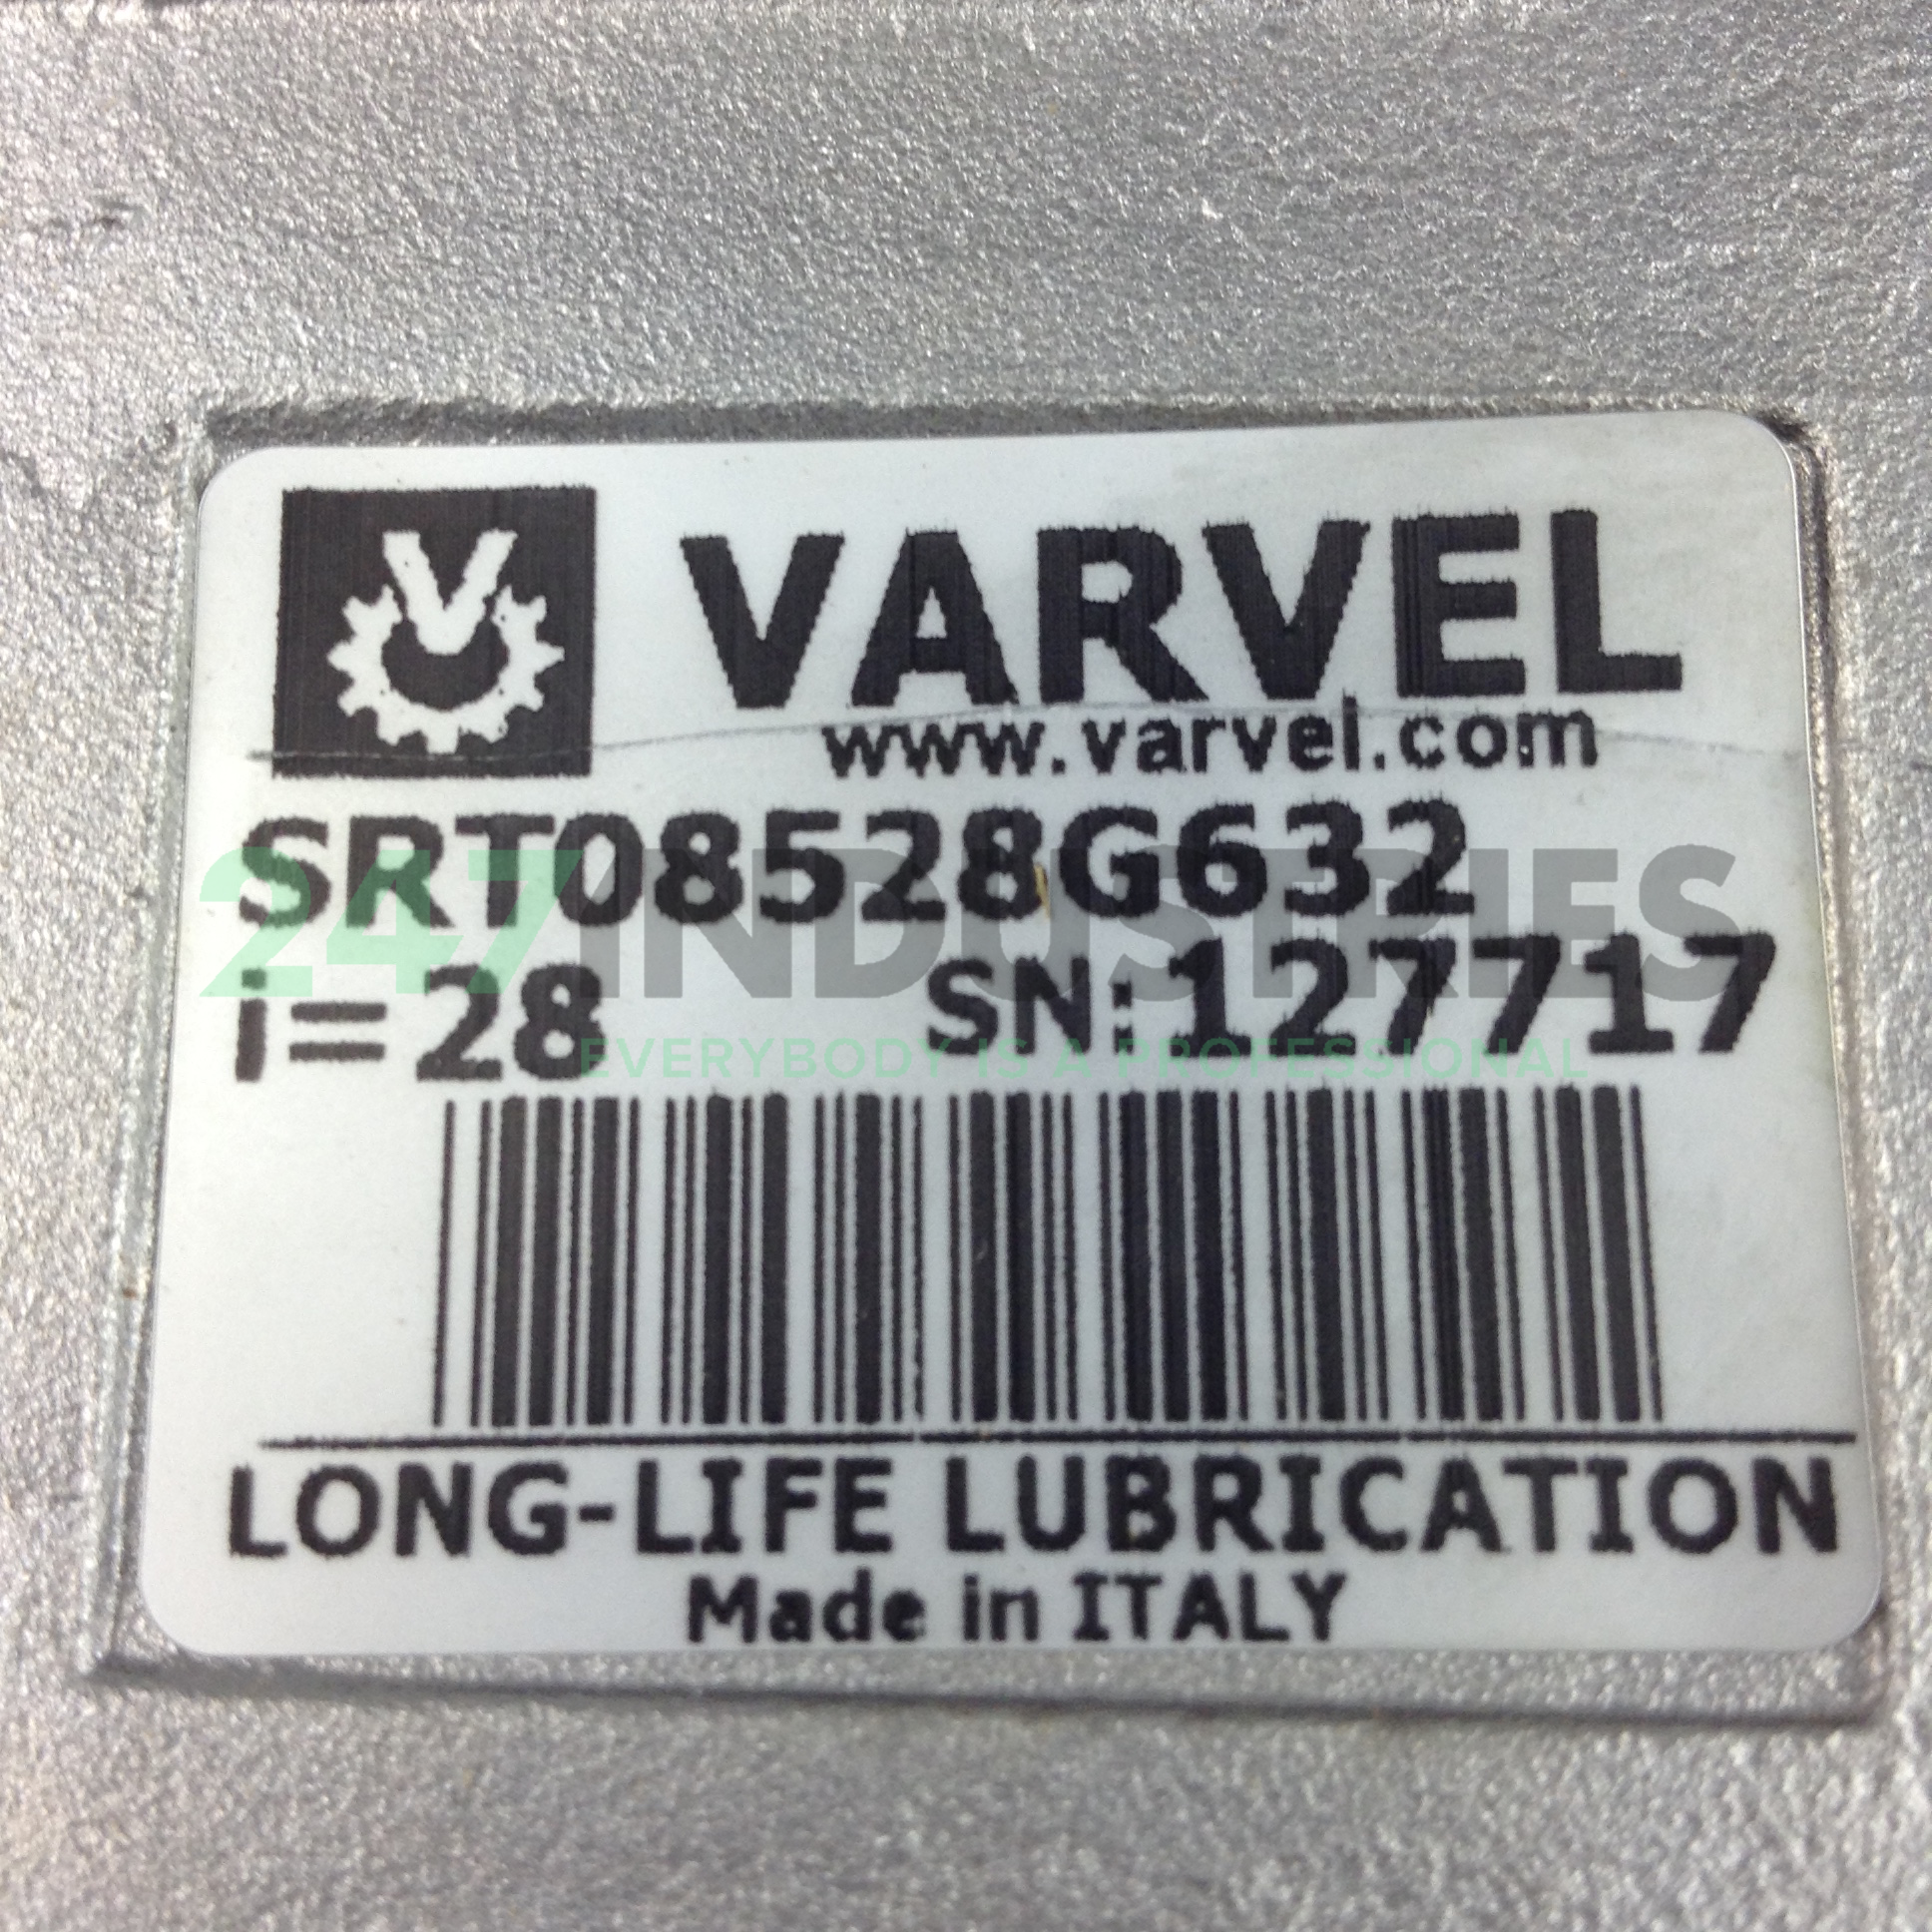 VARVEL
www.varvel.com
SRT08528G632
247INDUSTRIES
i=28 SN:127717
EVERYBODY IS A PROFESSIONAL
LONG-LIFE LUBRICATION
Made in ITALY